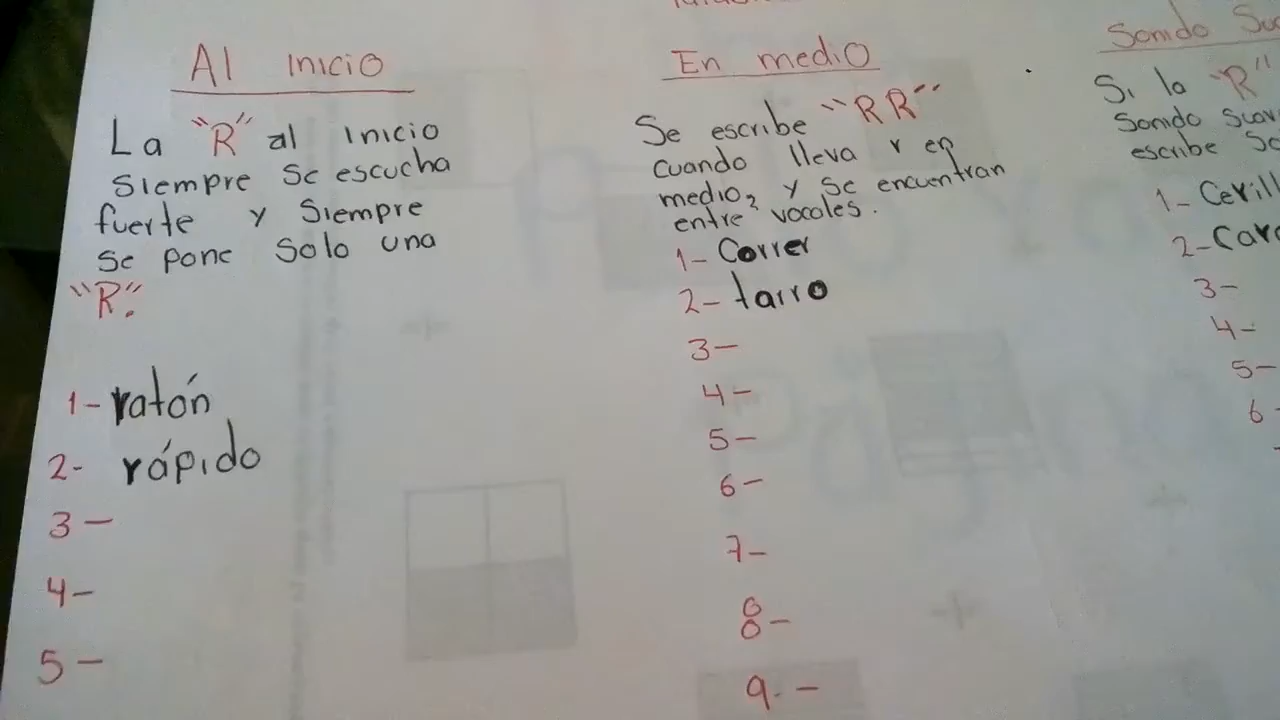 Al inicio
La "R" al inicio
siempre se escucha
fuerte y siempre
se pone solo una
"R".
1- ratón
2- rápido
3-
4-
5-
En medio
Se escribe "RR"
cuando lleva r en
medio, y se encuentran
entre vocales.
1- Correr
2- tarro
3-
4-
5-
6-
7-
8-
9.-
Sonido
Si la "R"
Sonido
escribe
1-
2-
3-
4-
5-
6-